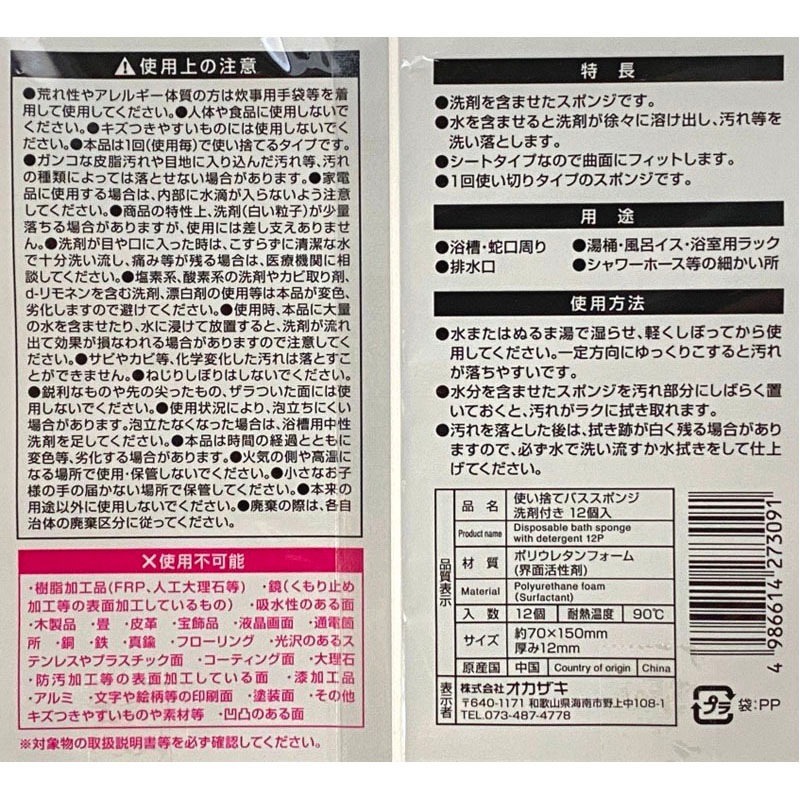 ⚠使用上の注意
●荒れ性やアレルギー体質の方は炊事用手袋等を着
用して使用してください。●人体や食品に使用しないで
ください。●キズつきやすいものには使用しないでく
ださい。●本品は1回(使用毎)で使い捨てるタイプです。
●ガンコな皮脂汚れや目地に入り込んだ汚れ等、汚れ
の種類によっては落とせない場合があります。●家電
品に使用する場合は、内部に水滴が入らないよう注意
してください。●商品の特性上、洗剤(白い粒子)が少量
落ちる場合がありますが、使用には差し支えありませ
ん。●洗剤が目や口に入った時は、こすらずに清潔な水
で十分洗い流し、痛み等が残る場合は、医療機関に相
談してください。●塩素系、酸素系の洗剤やカビ取り剤、
d-リモネンを含む洗剤、漂白剤の使用等は本品が変色、
劣化しますので避けてください。●使用時、本品に大量
の水を含ませたり、水に浸けて放置すると、洗剤が流れ
出て効果が損なわれる場合がありますので注意してく
ださい。●サビやカビ等、化学変化した汚れは落とすこ
とができません。●ねじりしぼりはしないでください。
●鋭利なものや先の尖ったもの、ザラついた面には使
用しないでください。●使用状況により、泡立ちにくい
場合があります。泡立たなくなった場合は、浴槽用中性
洗剤を足してください。●本品は時間の経過とともに
変色等、劣化する場合があります。●火気の側や高温に
なる場所で使用・保管しないでください。●小さなお子
様の手の届かない場所で保管してください。●本来の
用途以外に使用しないでください。●廃棄の際は、各自
治体の廃棄区分に従ってください。
×使用不可能
・樹脂加工品(FRP、人工大理石等) ・鏡(くもり止め
加工等の表面加工しているもの) ・吸水性のある面
・木製品 ・畳 ・皮革 ・宝飾品 ・液晶画面 ・通電箇
所 ・銅 ・鉄 ・真鍮 ・フローリング ・光沢のあるス
テンレスやプラスチック面 ・コーティング面 ・大理石
・防汚加工等の表面加工している面 ・漆加工品
・アルミ ・文字や絵柄等の印刷面 ・塗装面 ・その他
キズつきやすいものや素材等 ・凹凸のある面
※対象物の取扱説明書等を必ず確認してください。
特長
●洗剤を含ませたスポンジです。
●水を含ませると洗剤が徐々に溶け出し、汚れ等を
洗い落とします。
●シートタイプなので曲面にフィットします。
●1回使い切りタイプのスポンジです。
用途
●浴槽・蛇口周り ●湯桶・風呂イス・浴室用ラック
●排水口 ●シャワーホース等の細かい所
使用方法
●水またはぬるま湯で湿らせ、軽くしぼってから使
用してください。一定方向にゆっくりこすると汚れ
が落ちやすいです。
●水分を含ませたスポンジを汚れ部分にしばらく置
いておくと、汚れがラクに拭き取れます。
●汚れを落とした後は、拭き跡が白く残る場合があり
ますので、必ず水で洗い流すか水拭きをして仕上
げてください。
品質表示
品名 使い捨てバススポンジ
洗剤付き 12個入
Product name Disposable bath sponge
with detergent 12P
材質 ポリウレタンフォーム
(界面活性剤)
Material Polyurethane foam
(Surfactant)
入数 12個 耐熱温度 90℃
サイズ 約70×150mm
厚み12mm
原産国 中国 Country of origin China
表示者 株式会社オカザキ
〒640-1171 和歌山県海南市野上中108-1
TEL.073-487-4778
4 986614 273091
プラ 袋:PP